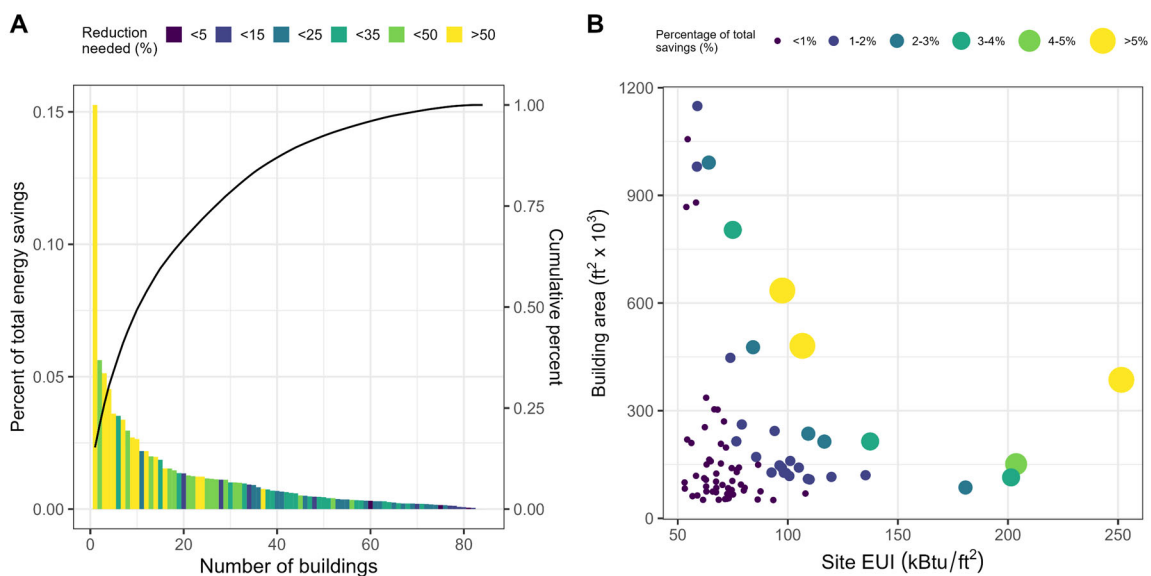 A
Reduction needed (%)
<5 <15 <25 <35 <50 >50
Percent of total energy savings
0.15
0.10
0.05
0.00
1.00
0.75
0.50
0.25
0.00
Cumulative percent
0 20 40 60 80
Number of buildings
B
Percentage of total savings (%)
<1% 1-2% 2-3% 3-4% 4-5% >5%
Building area (ft² x 10³)
1200
900
600
300
0
50 100 150 200 250
Site EUI (kBtu/ft²)